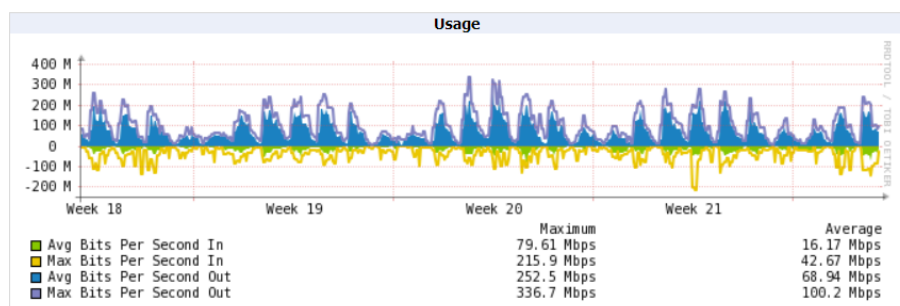 Usage
RRDTOOL / TOBI OETIKER
400 M
300 M
200 M
100 M
0
-100 M
-200 M
Week 18 Week 19 Week 20 Week 21
Maximum Average
Avg Bits Per Second In 79.61 Mbps 16.17 Mbps
Max Bits Per Second In 215.9 Mbps 42.67 Mbps
Avg Bits Per Second Out 252.5 Mbps 68.94 Mbps
Max Bits Per Second Out 336.7 Mbps 100.2 Mbps